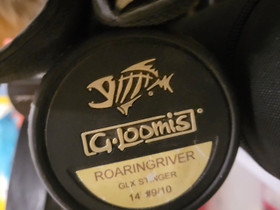 G.Loomis
ROARINGRIVER
GLX STINGER
14' #9/10